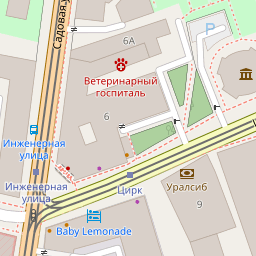 Садовая
6А
P
Ветеринарный
госпиталь
6
Инженерная
улица
Инженерная
улица
Цирк
Уралсиб
9
Baby Lemonade